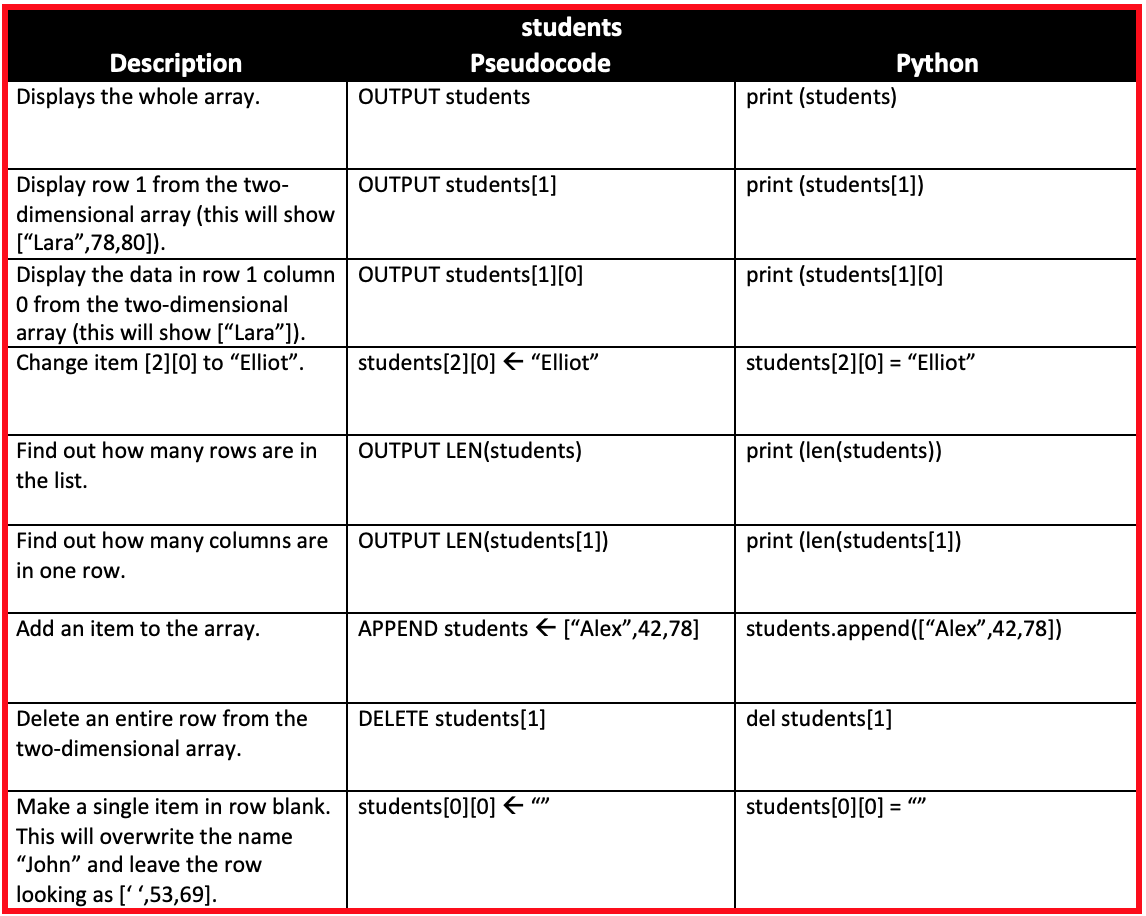 students
Description Pseudocode Python
Displays the whole array. OUTPUT students print (students)
Display row 1 from the two-
dimensional array (this will show
[“Lara”,78,80]).
OUTPUT students[1]
print (students[1])
Display the data in row 1 column
0 from the two-dimensional
array (this will show [“Lara”]).
OUTPUT students[1][0]
print (students[1][0]
Change item [2][0] to “Elliot”.
students[2][0] ← “Elliot”
students[2][0] = “Elliot”
Find out how many rows are in
the list.
OUTPUT LEN(students)
print (len(students))
Find out how many columns are
in one row.
OUTPUT LEN(students[1])
print (len(students[1])
Add an item to the array.
APPEND students ← [“Alex”,42,78]
students.append([“Alex”,42,78])
Delete an entire row from the
two-dimensional array.
DELETE students[1]
del students[1]
Make a single item in row blank.
This will overwrite the name
“John” and leave the row
looking as [‘ ‘,53,69].
students[0][0] ← “”
students[0][0] = “”